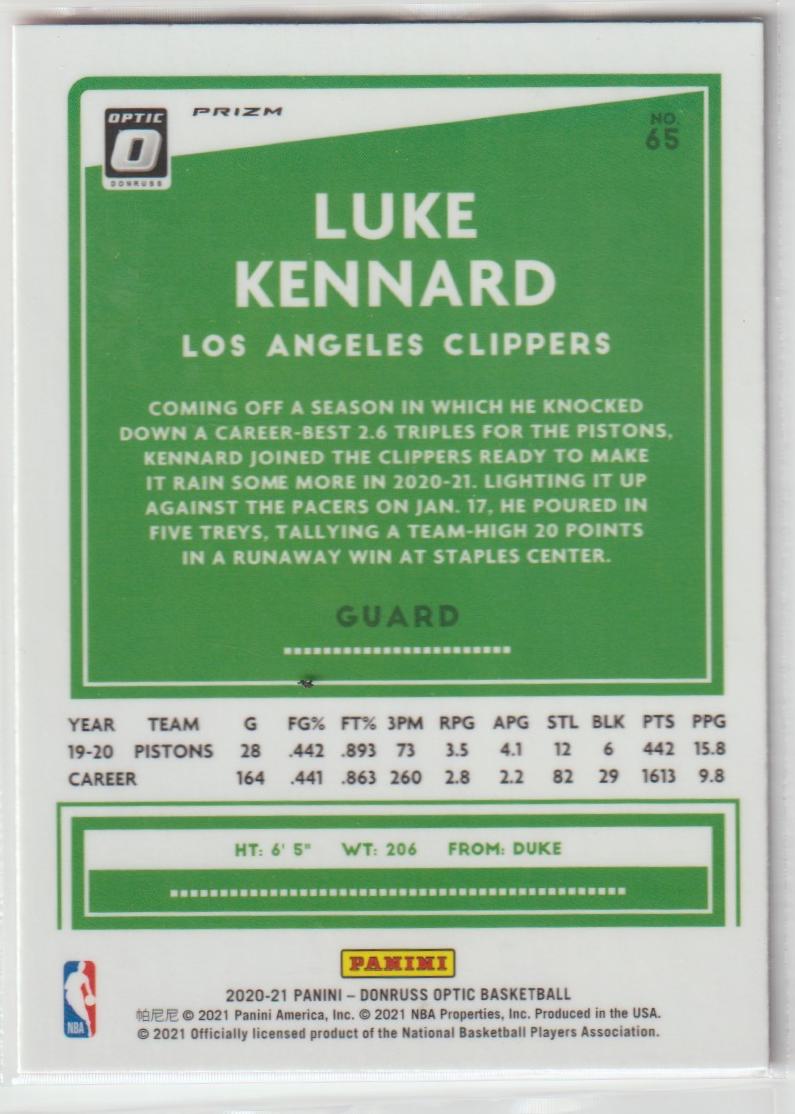 OPTIC
O
DONRUSS
PRIZM
NO.
65
LUKE
KENNARD
LOS ANGELES CLIPPERS
COMING OFF A SEASON IN WHICH HE KNOCKED
DOWN A CAREER-BEST 2.6 TRIPLES FOR THE PISTONS,
KENNARD JOINED THE CLIPPERS READY TO MAKE
IT RAIN SOME MORE IN 2020-21. LIGHTING IT UP
AGAINST THE PACERS ON JAN. 17, HE POURED IN
FIVE TREYS, TALLYING A TEAM-HIGH 20 POINTS
IN A RUNAWAY WIN AT STAPLES CENTER.
GUARD
YEAR TEAM G FG% FT% 3PM RPG APG STL BLK PTS PPG
19-20 PISTONS 28 .442 .893 73 3.5 4.1 12 6 442 15.8
CAREER 164 .441 .863 260 2.8 2.2 82 29 1613 9.8
HT: 6' 5" WT: 206 FROM: DUKE
PANINI
NBA
2020-21 PANINI – DONRUSS OPTIC BASKETBALL
帕尼尼 © 2021 Panini America, Inc. © 2021 NBA Properties, Inc. Produced in the USA.
© 2021 Officially licensed product of the National Basketball Players Association.